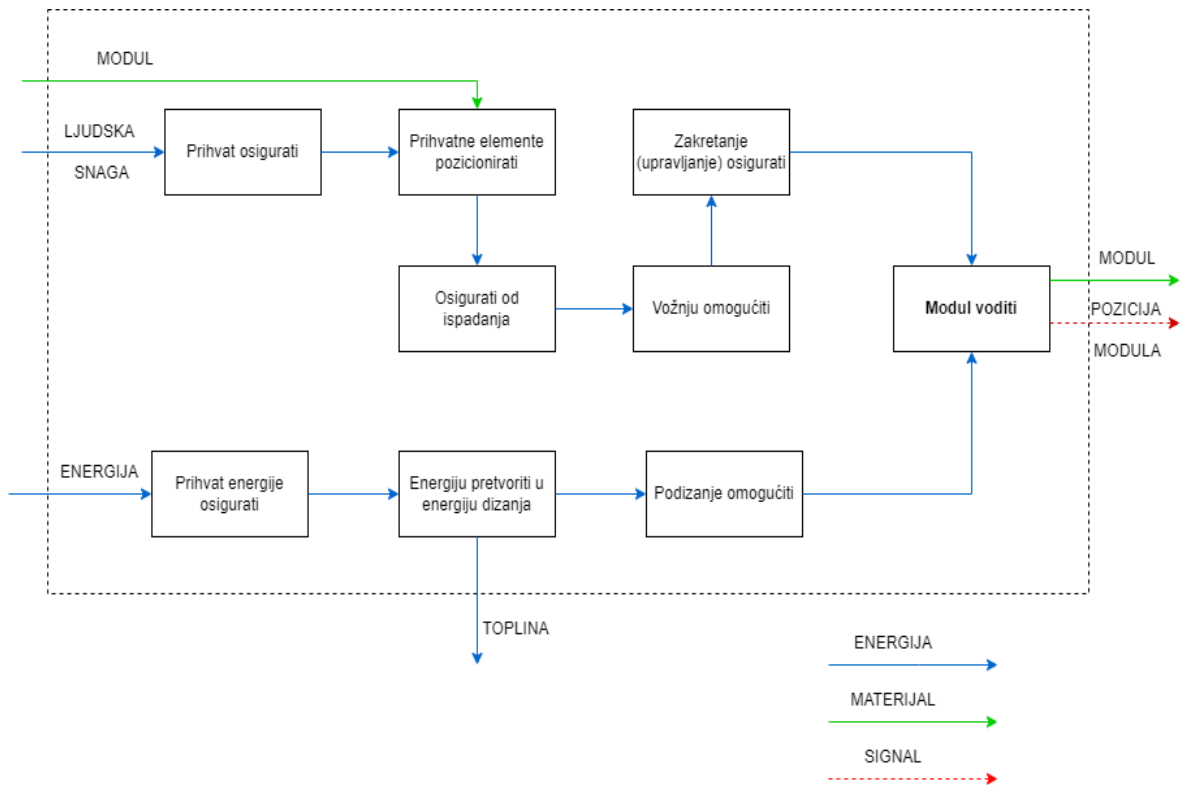 MODUL
LJUDSKA
SNAGA
Prihvat osigurati
Prihvatne elemente
pozicionirati
Zakretanje
(upravljanje) osigurati
Osigurati od
ispadanja
Vožnju omogućiti
Modul voditi
MODUL
POZICIJA
MODULA
ENERGIJA
Prihvat energije
osigurati
Energiju pretvoriti u
energiju dizanja
Podizanje omogućiti
TOPLINA
ENERGIJA
MATERIJAL
SIGNAL